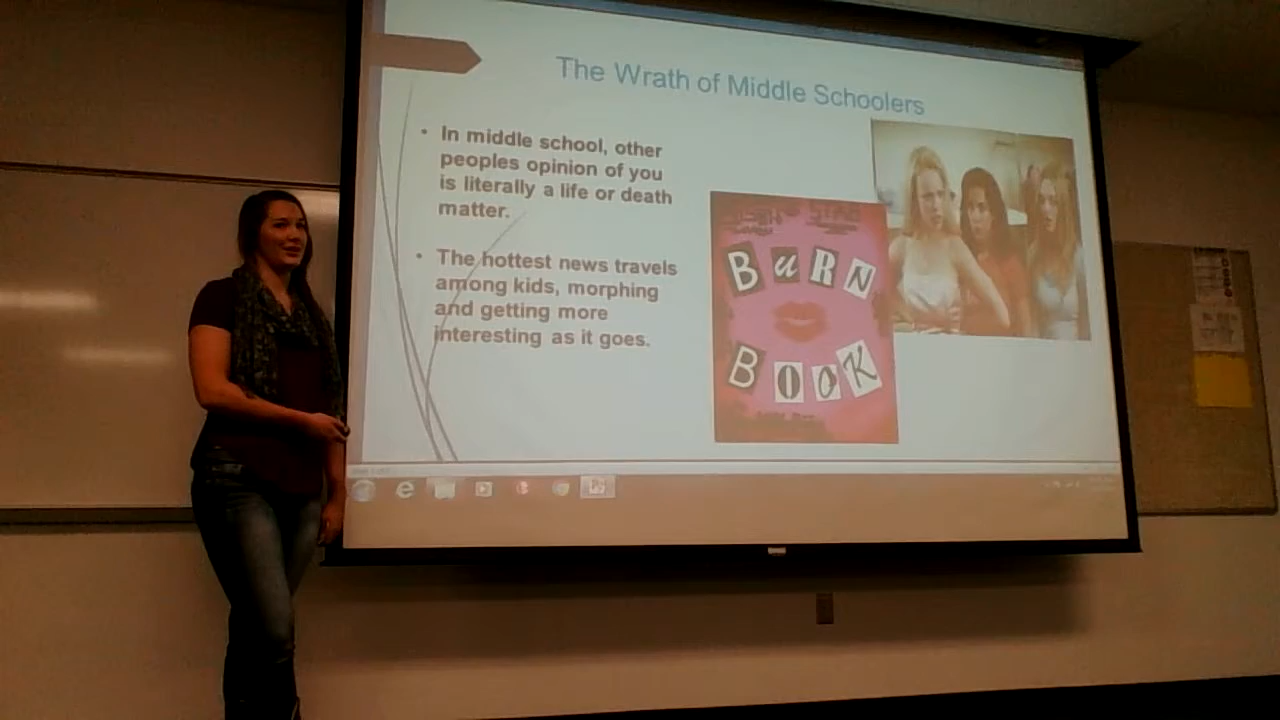 The Wrath of Middle Schoolers
• In middle school, other
peoples opinion of you
is literally a life or death
matter.
• The hottest news travels
among kids, morphing
and getting more
interesting as it goes.
BuRN
BOOK